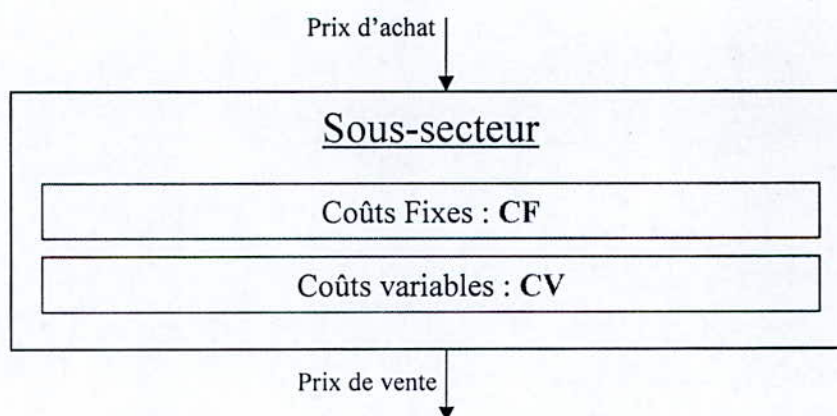 Prix d'achat
Sous-secteur
Coûts Fixes : CF
Coûts variables : CV
Prix de vente